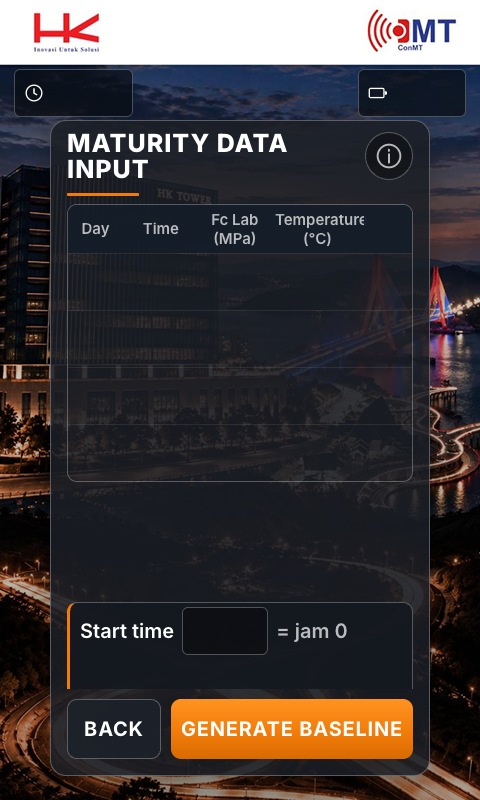 HK
Inovasi Untuk Solusi
MT
ConMT
MATURITY DATA
INPUT
HK TOWER
Day Time Fc Lab (MPa) Temperature (°C)
Start time = jam 0
BACK GENERATE BASELINE